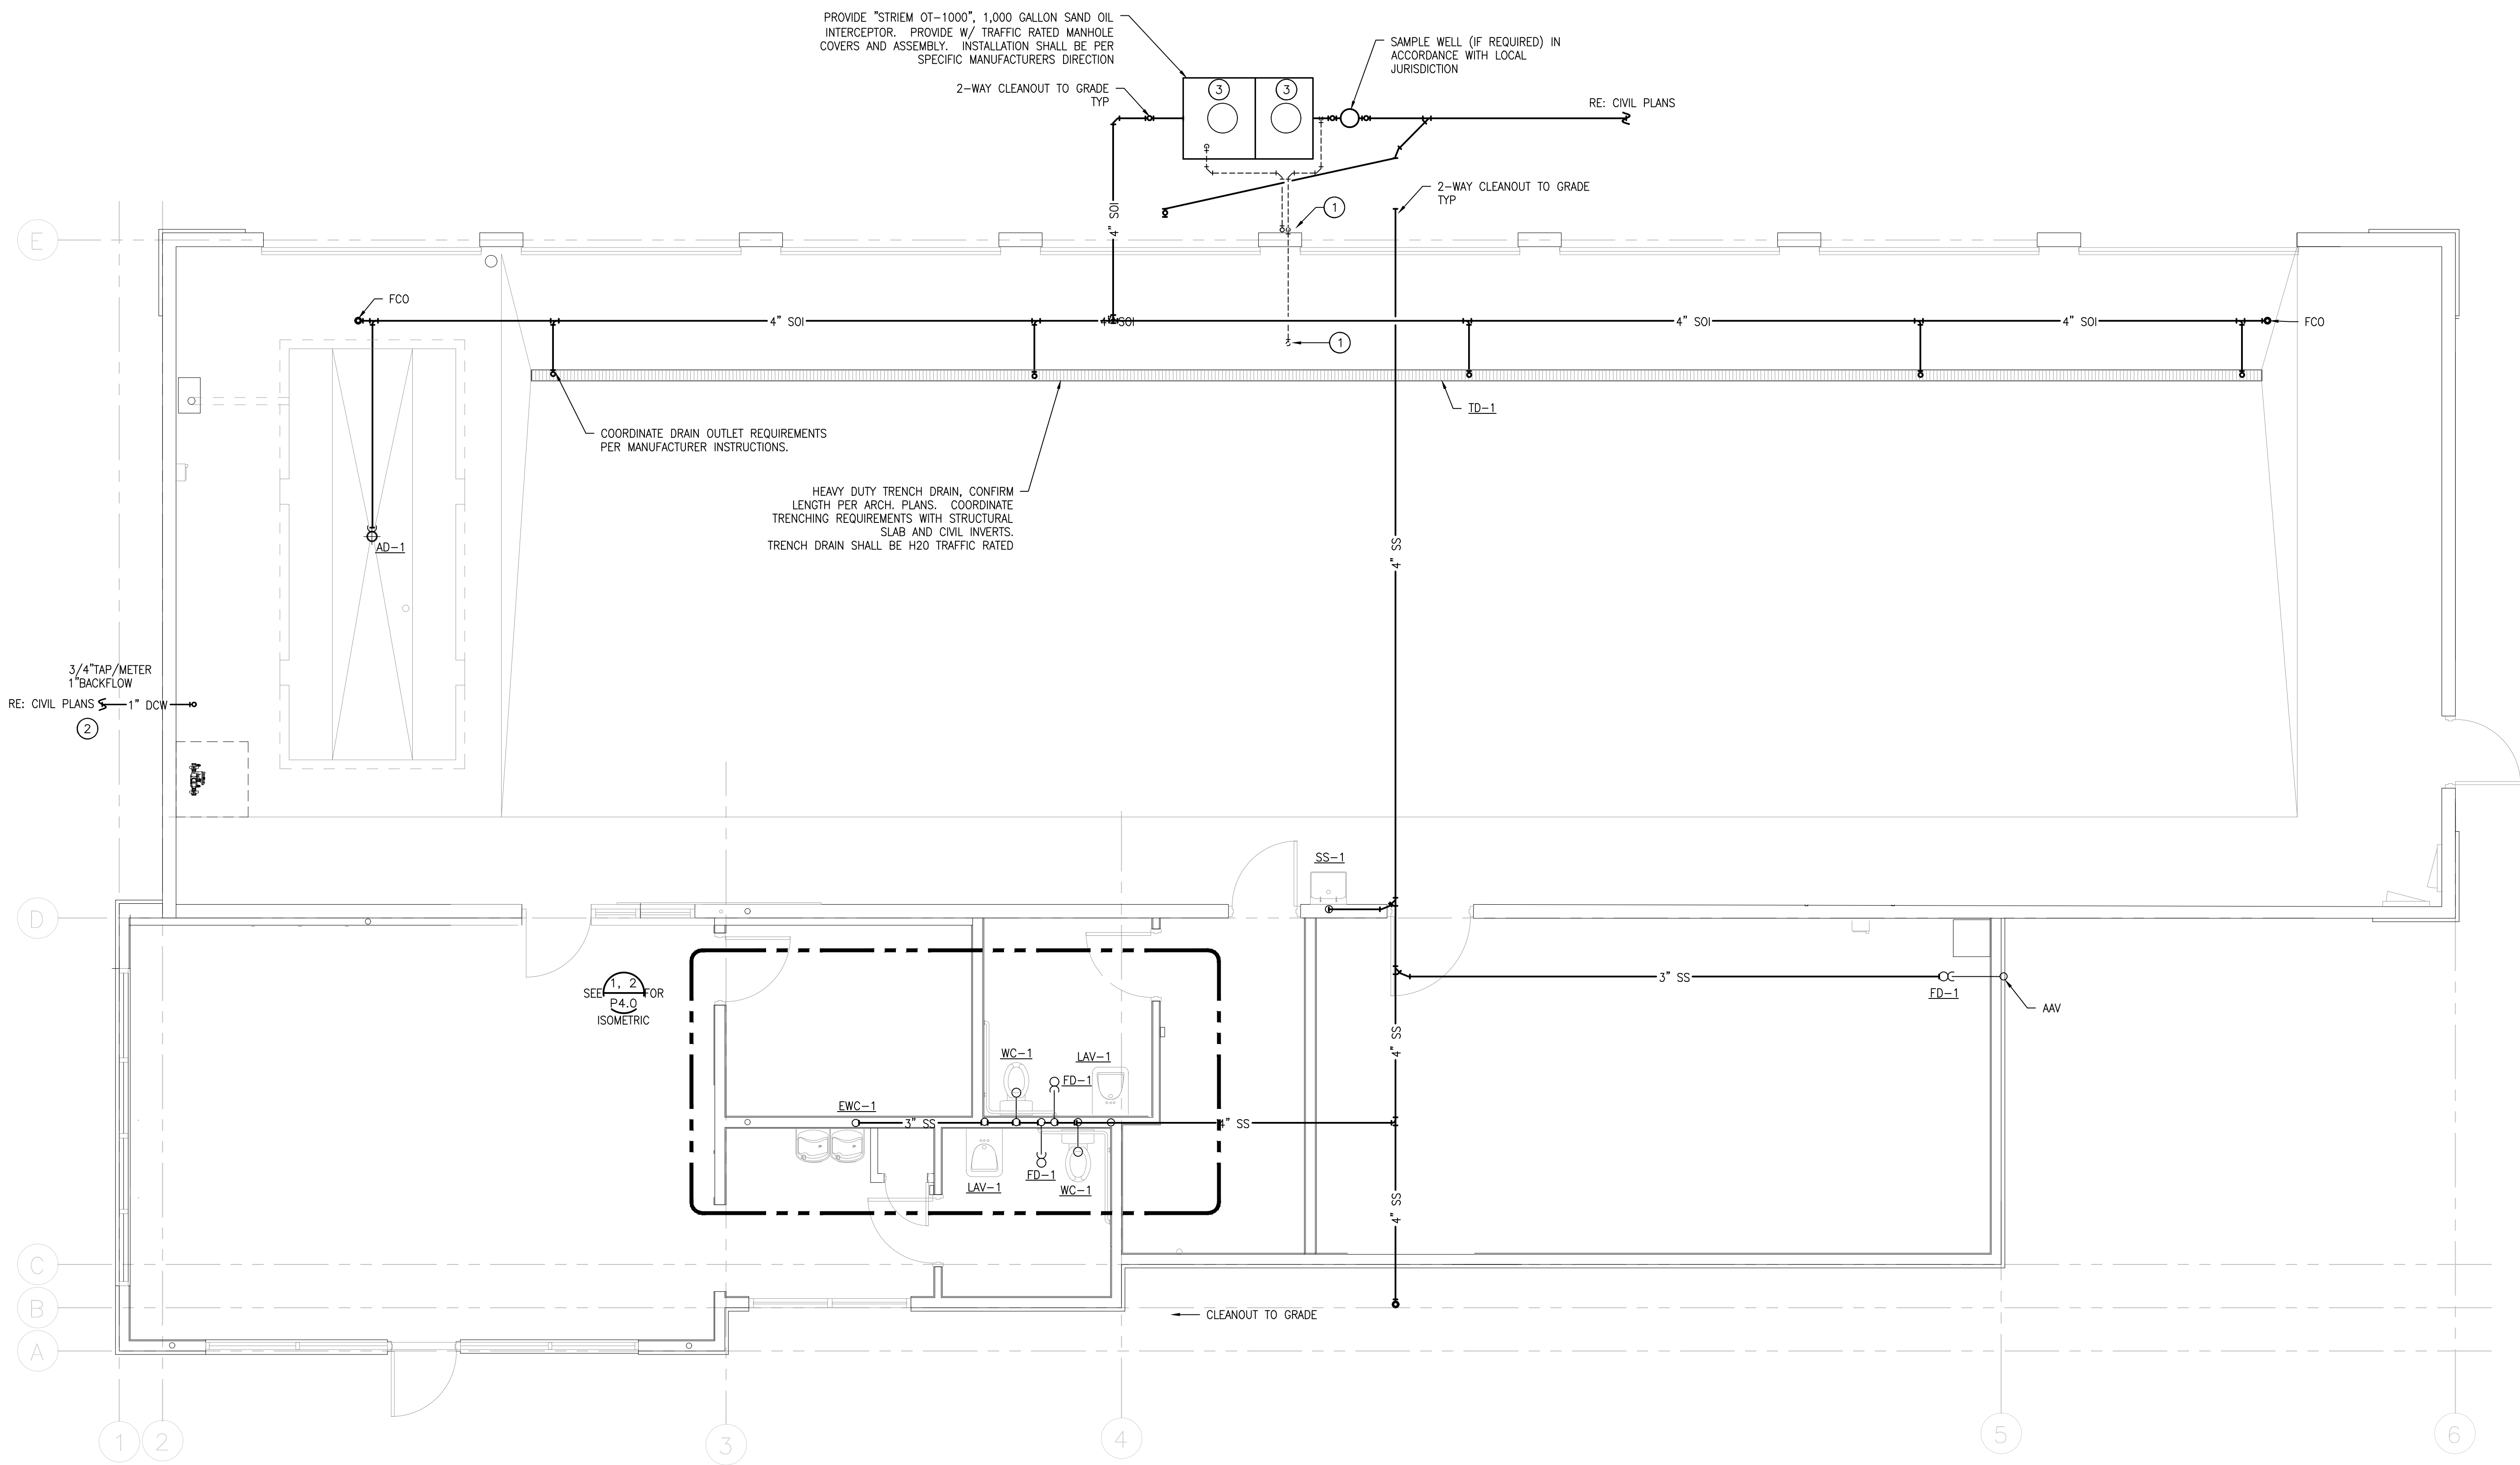 PROVIDE "STRIEM OT-1000", 1,000 GALLON SAND OIL
INTERCEPTOR. PROVIDE W/ TRAFFIC RATED MANHOLE
COVERS AND ASSEMBLY. INSTALLATION SHALL BE PER
SPECIFIC MANUFACTURERS DIRECTION
SAMPLE WELL (IF REQUIRED) IN
ACCORDANCE WITH LOCAL
JURISDICTION
2-WAY CLEANOUT TO GRADE
TYP
3
3
RE: CIVIL PLANS
2-WAY CLEANOUT TO GRADE
TYP
4" SOI
1
E
FCO
4" SOI
4" SOI
4" SOI
4" SOI
FCO
1
TD-1
COORDINATE DRAIN OUTLET REQUIREMENTS
PER MANUFACTURER INSTRUCTIONS.
HEAVY DUTY TRENCH DRAIN, CONFIRM
LENGTH PER ARCH. PLANS. COORDINATE
TRENCHING REQUIREMENTS WITH STRUCTURAL
SLAB AND CIVIL INVERTS.
TRENCH DRAIN SHALL BE H20 TRAFFIC RATED
AD-1
4" SS
3/4"TAP/METER
1"BACKFLOW
RE: CIVIL PLANS
1" DCW
2
SS-1
D
SEE
1, 2
P4.0
FOR
ISOMETRIC
3" SS
FD-1
AAV
4" SS
WC-1
LAV-1
FD-1
EWC-1
3" SS
4" SS
FD-1
LAV-1
WC-1
4" SS
C
B
CLEANOUT TO GRADE
A
1
2
3
4
5
6